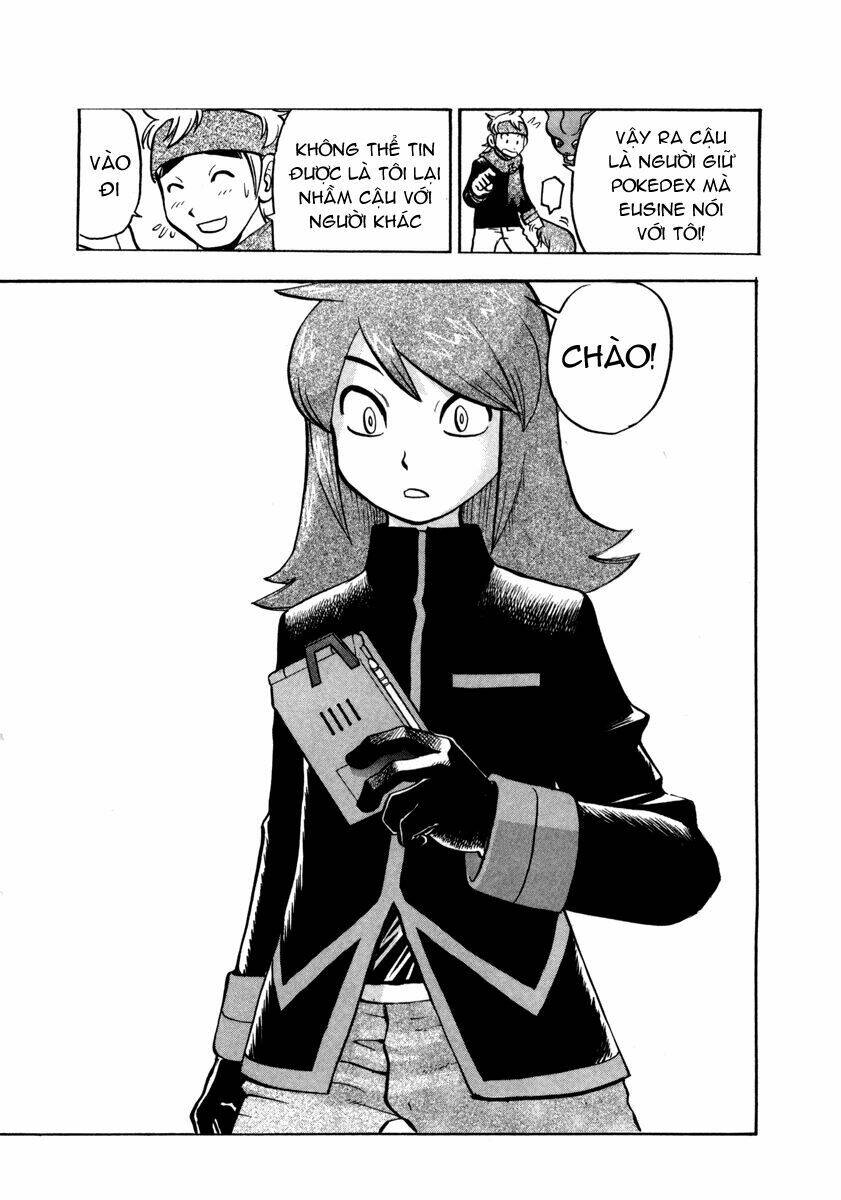 VẬY RA CẬU
LÀ NGƯỜI GIỮ
POKEDEX MÀ
EUSINE NÓI
VỚI TÔI!
KHÔNG THỂ TIN
ĐƯỢC LÀ TÔI LẠI
NHẦM CẬU VỚI
NGƯỜI KHÁC
VÀO
ĐI
CHÀO!